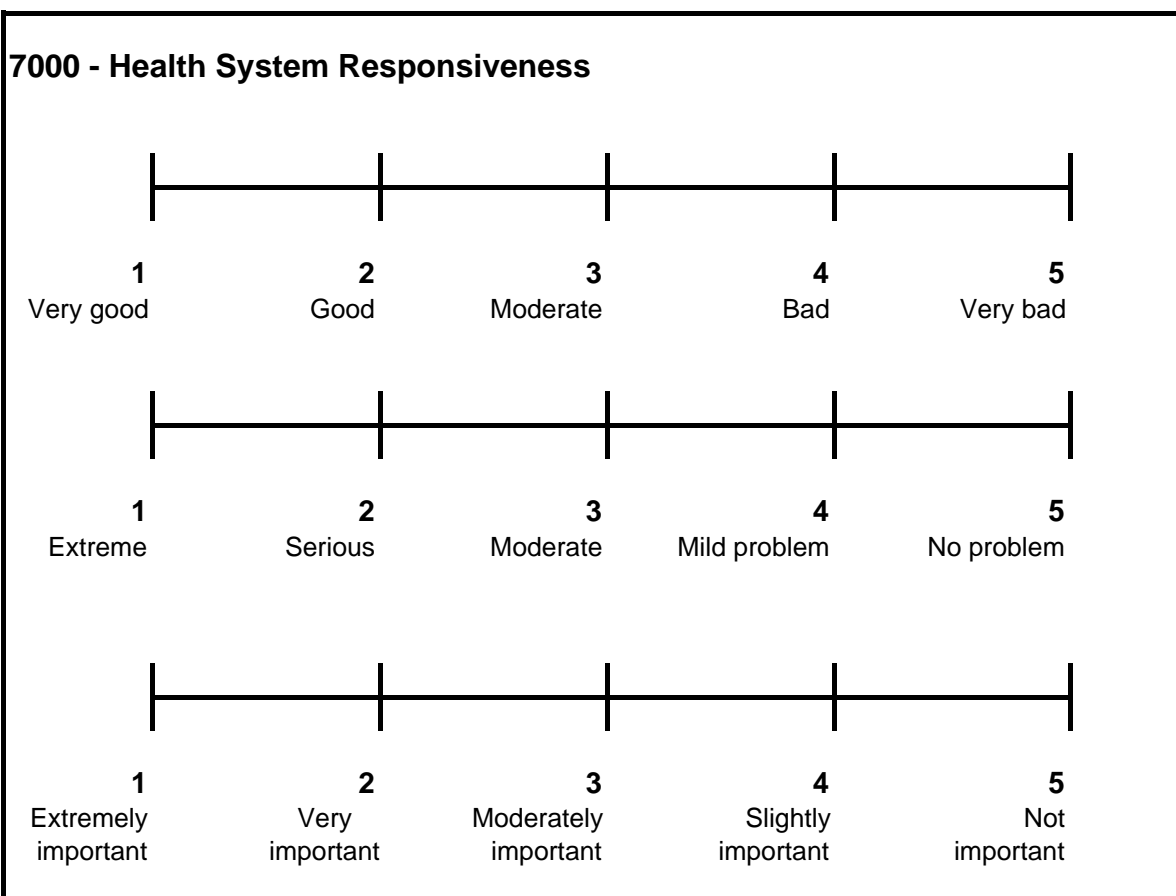 7000 - Health System Responsiveness
1 2 3 4 5
Very good Good Moderate Bad Very bad
1 2 3 4 5
Extreme Serious Moderate Mild problem No problem
1 2 3 4 5
Extremely Very Moderately Slightly Not
important important important important important